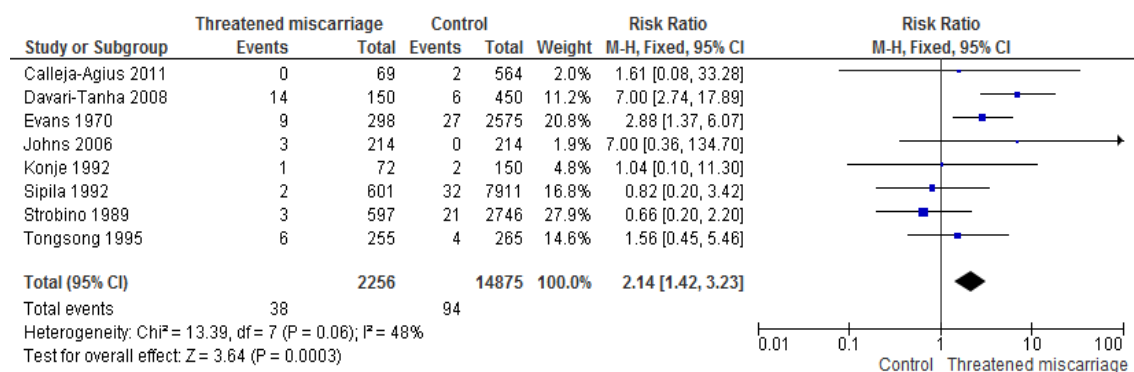 Threatened miscarriage Control Risk Ratio Risk Ratio
Study or Subgroup Events Total Events Total Weight M-H, Fixed, 95% CI M-H, Fixed, 95% CI
Calleja-Agius 2011 0 69 2 564 2.0% 1.61 [0.08, 33.28]
Davari-Tanha 2008 14 150 6 450 11.2% 7.00 [2.74, 17.89]
Evans 1970 9 298 27 2575 20.8% 2.88 [1.37, 6.07]
Johns 2006 3 214 0 214 1.9% 7.00 [0.36, 134.70]
Konje 1992 1 72 2 150 4.8% 1.04 [0.10, 11.30]
Sipila 1992 2 601 32 7911 16.8% 0.82 [0.20, 3.42]
Strobino 1989 3 597 21 2746 27.9% 0.66 [0.20, 2.20]
Tongsong 1995 6 255 4 265 14.6% 1.56 [0.45, 5.46]
Total (95% CI) 2256 14875 100.0% 2.14 [1.42, 3.23]
Total events 38 94
Heterogeneity: Chi² = 13.39, df = 7 (P = 0.06); I² = 48%
Test for overall effect: Z = 3.64 (P = 0.0003)
0.01 0.1 1 10 100
Control Threatened miscarriage